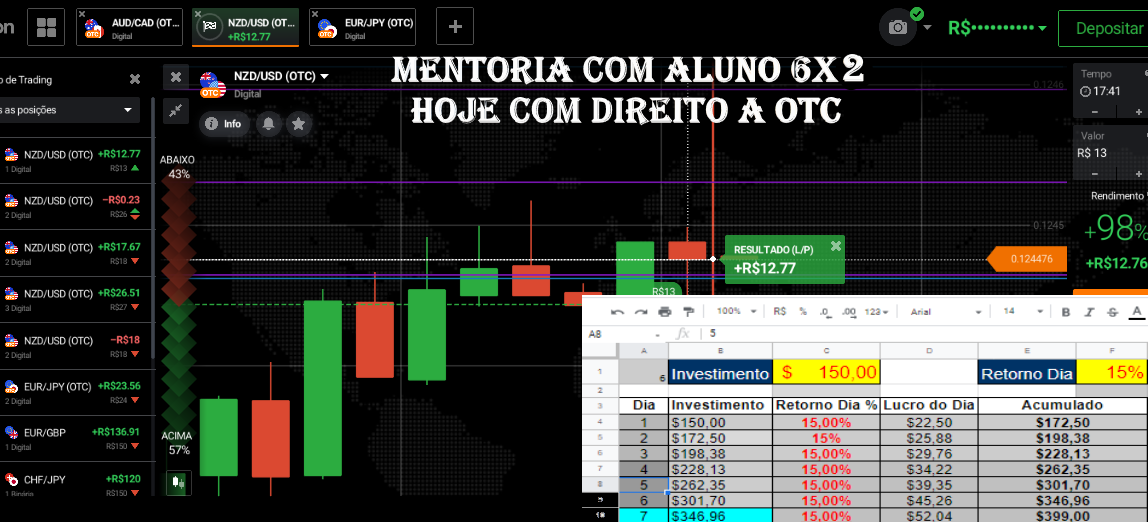 on
AUD/CAD (OT...
Digital
NZD/USD (OT...
+R$12.77
EUR/JPY (OTC)
Digital
R$••••••••••
Depositar
MENTORIA COM ALUNO 6X2
HOJE COM DIREITO A OTC
o de Trading
s as posições
NZD/USD (OTC) +R$12.77
1 Digital R$13
NZD/USD (OTC) −R$0.23
2 Digital R$26
NZD/USD (OTC) +R$17.67
2 Digital R$18
NZD/USD (OTC) +R$26.51
3 Digital R$27
NZD/USD (OTC) −R$18
2 Digital R$18
EUR/JPY (OTC) +R$23.56
2 Digital R$24
EUR/GBP +R$136.91
1 Digital R$150
CHF/JPY +R$120
1 Binário R$150
NZD/USD (OTC)
Digital
Info
ABAIXO
43%
ACIMA
57%
0.1246
0.1245
0.124476
RESULTADO (L/P)
+R$12.77
R$13
Tempo
17:41
− +
Valor
R$ 13
− +
Rendimento
+98%
+R$12.76
100% R$ % .0 .00 123 Arial 14 B I S A
A8 fx 5
A B C D E F
1 6 Investimento $ 150,00 Retorno Dia 15%
2
3 Dia Investimento Retorno Dia % Lucro do Dia Acumulado
4 1 $150,00 15,00% $22,50 $172,50
5 2 $172,50 15% $25,88 $198,38
6 3 $198,38 15,00% $29,76 $228,13
7 4 $228,13 15,00% $34,22 $262,35
8 5 $262,35 15,00% $39,35 $301,70
9 6 $301,70 15,00% $45,26 $346,96
10 7 $346,96 15,00% $52,04 $399,00